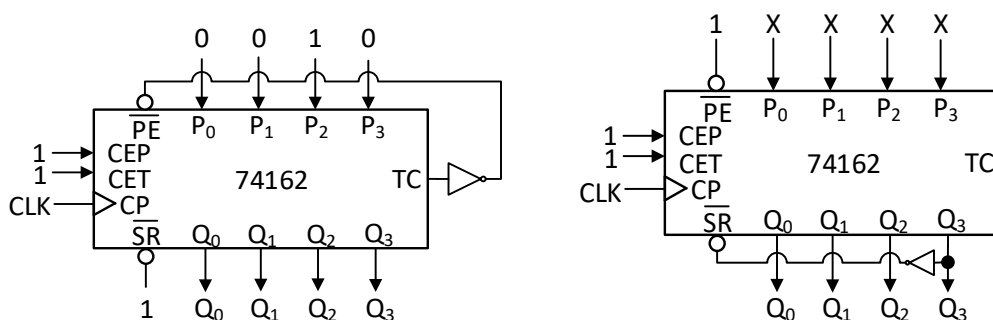 0 0 1 0
PE P0 P1 P2 P3
1 CEP
1 CET 74162 TC
CLK CP
SR Q0 Q1 Q2 Q3
1 Q0 Q1 Q2 Q3
1 X X X X
PE P0 P1 P2 P3
1 CEP
1 CET 74162 TC
CLK CP
SR Q0 Q1 Q2 Q3
Q0 Q1 Q2 Q3